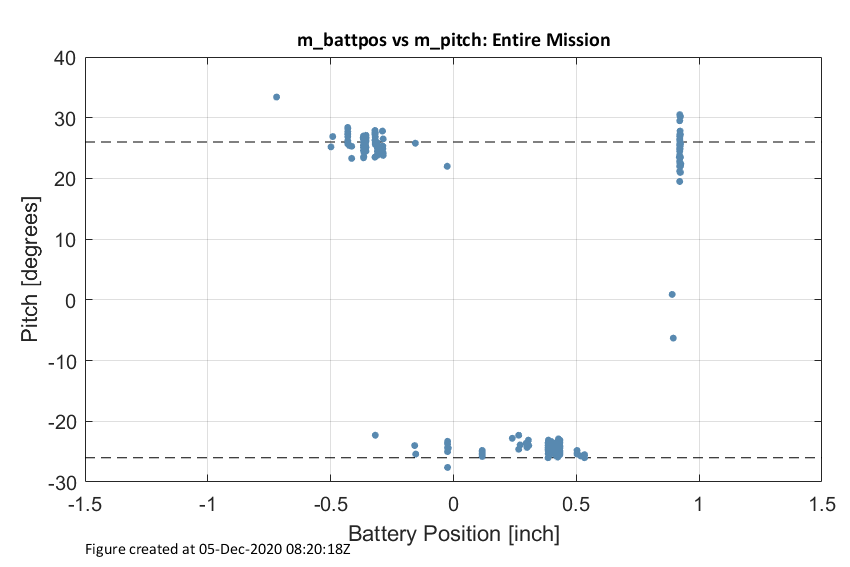 m_battpos vs m_pitch: Entire Mission
40
30
20
10
0
-10
-20
-30
Pitch [degrees]
-1.5 -1 -0.5 0 0.5 1 1.5
Battery Position [inch]
Figure created at 05-Dec-2020 08:20:18Z